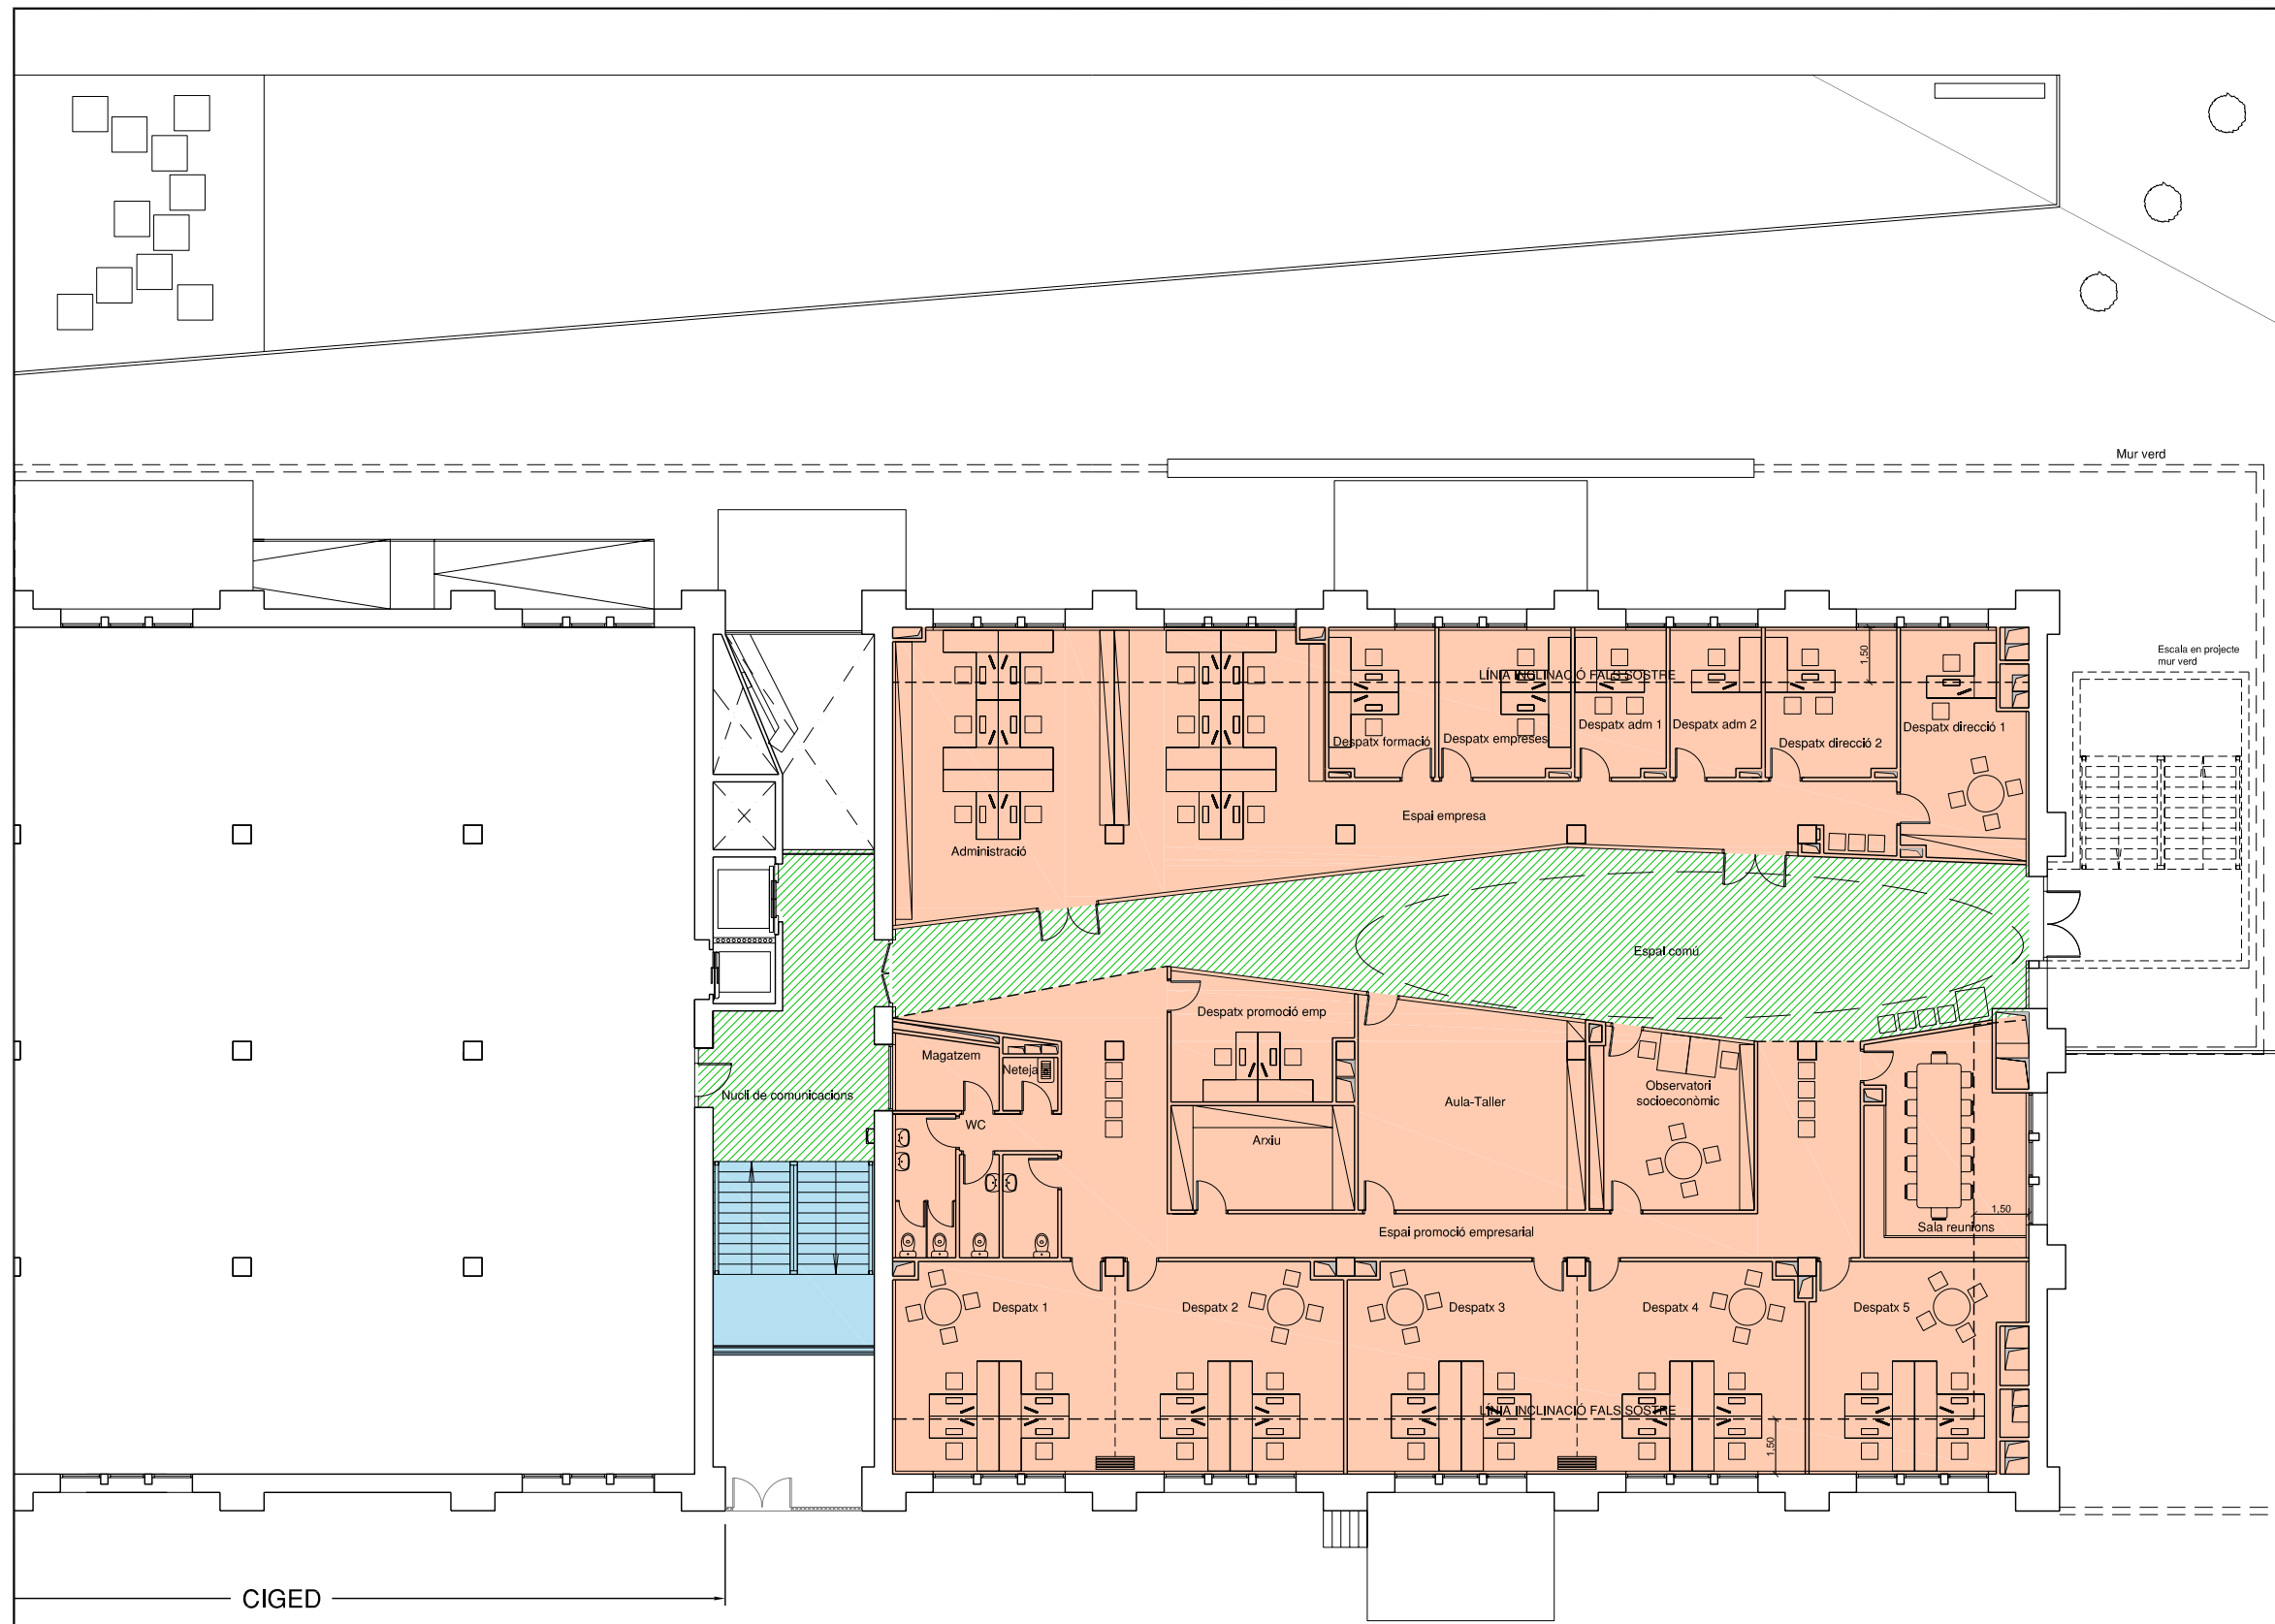 Mur verd
Escala en projecte
mur verd
1,50
LÍNIA INCLINACIÓ FALS SOSTRE
Despatx formació
Despatx empreses
Despatx adm 1
Despatx adm 2
Despatx direcció 2
Despatx direcció 1
Espai empresa
Administració
Espai comú
Despatx promoció emp
Magatzem
Neteja
Nucli de comunicacions
WC
Arxiu
Aula-Taller
Observatori
socioeconòmic
1,50
Sala reunions
Espai promoció empresarial
Despatx 1
Despatx 2
Despatx 3
Despatx 4
Despatx 5
LÍNIA INCLINACIÓ FALS SOSTRE
1,50
CIGED